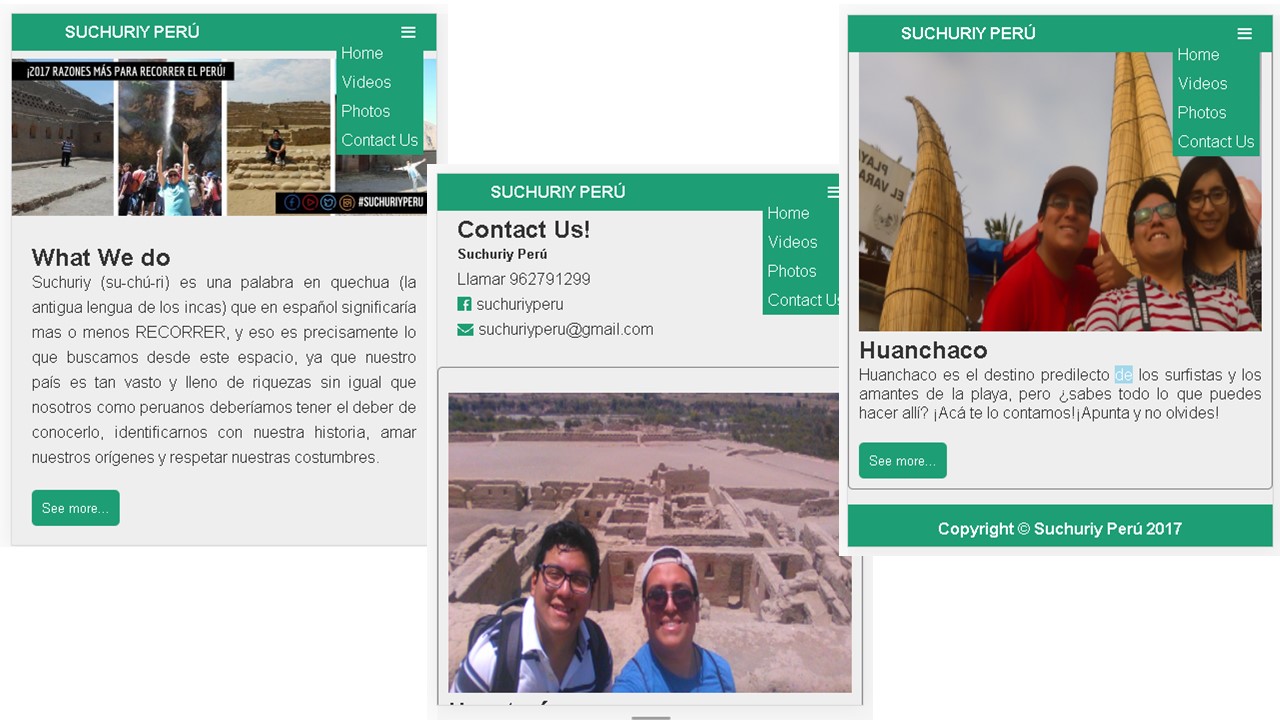 SUCHURIY PERÚ
Home
Videos
Photos
Contact Us
¡2017 RAZONES MÁS PARA RECORRER EL PERÚ!
#SUCHURIYPERU
What We do
Suchuriy (su-chú-ri) es una palabra en quechua (la
antigua lengua de los incas) que en español significaría
mas o menos RECORRER, y eso es precisamente lo
que buscamos desde este espacio, ya que nuestro
país es tan vasto y lleno de riquezas sin igual que
nosotros como peruanos deberíamos tener el deber de
conocerlo, identificarnos con nuestra historia, amar
nuestros orígenes y respetar nuestras costumbres.
See more...
SUCHURIY PERÚ
Home
Videos
Photos
Contact Us
Contact Us!
Suchuriy Perú
Llamar 962791299
suchuriyperu
suchuriyperu@gmail.com
SUCHURIY PERÚ
Home
Videos
Photos
Contact Us
PLAYA
EL VARA
Huanchaco
Huanchaco es el destino predilecto de los surfistas y los
amantes de la playa, pero ¿sabes todo lo que puedes
hacer allí? ¡Acá te lo contamos!¡Apunta y no olvides!
See more...
Copyright © Suchuriy Perú 2017